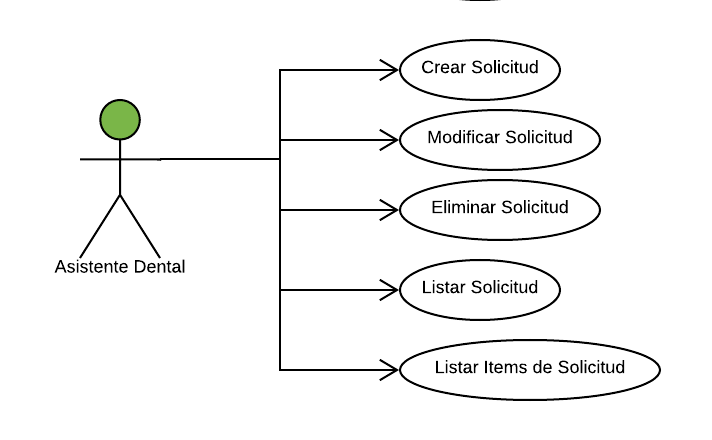 Crear Solicitud
Modificar Solicitud
Eliminar Solicitud
Asistente Dental
Listar Solicitud
Listar Items de Solicitud